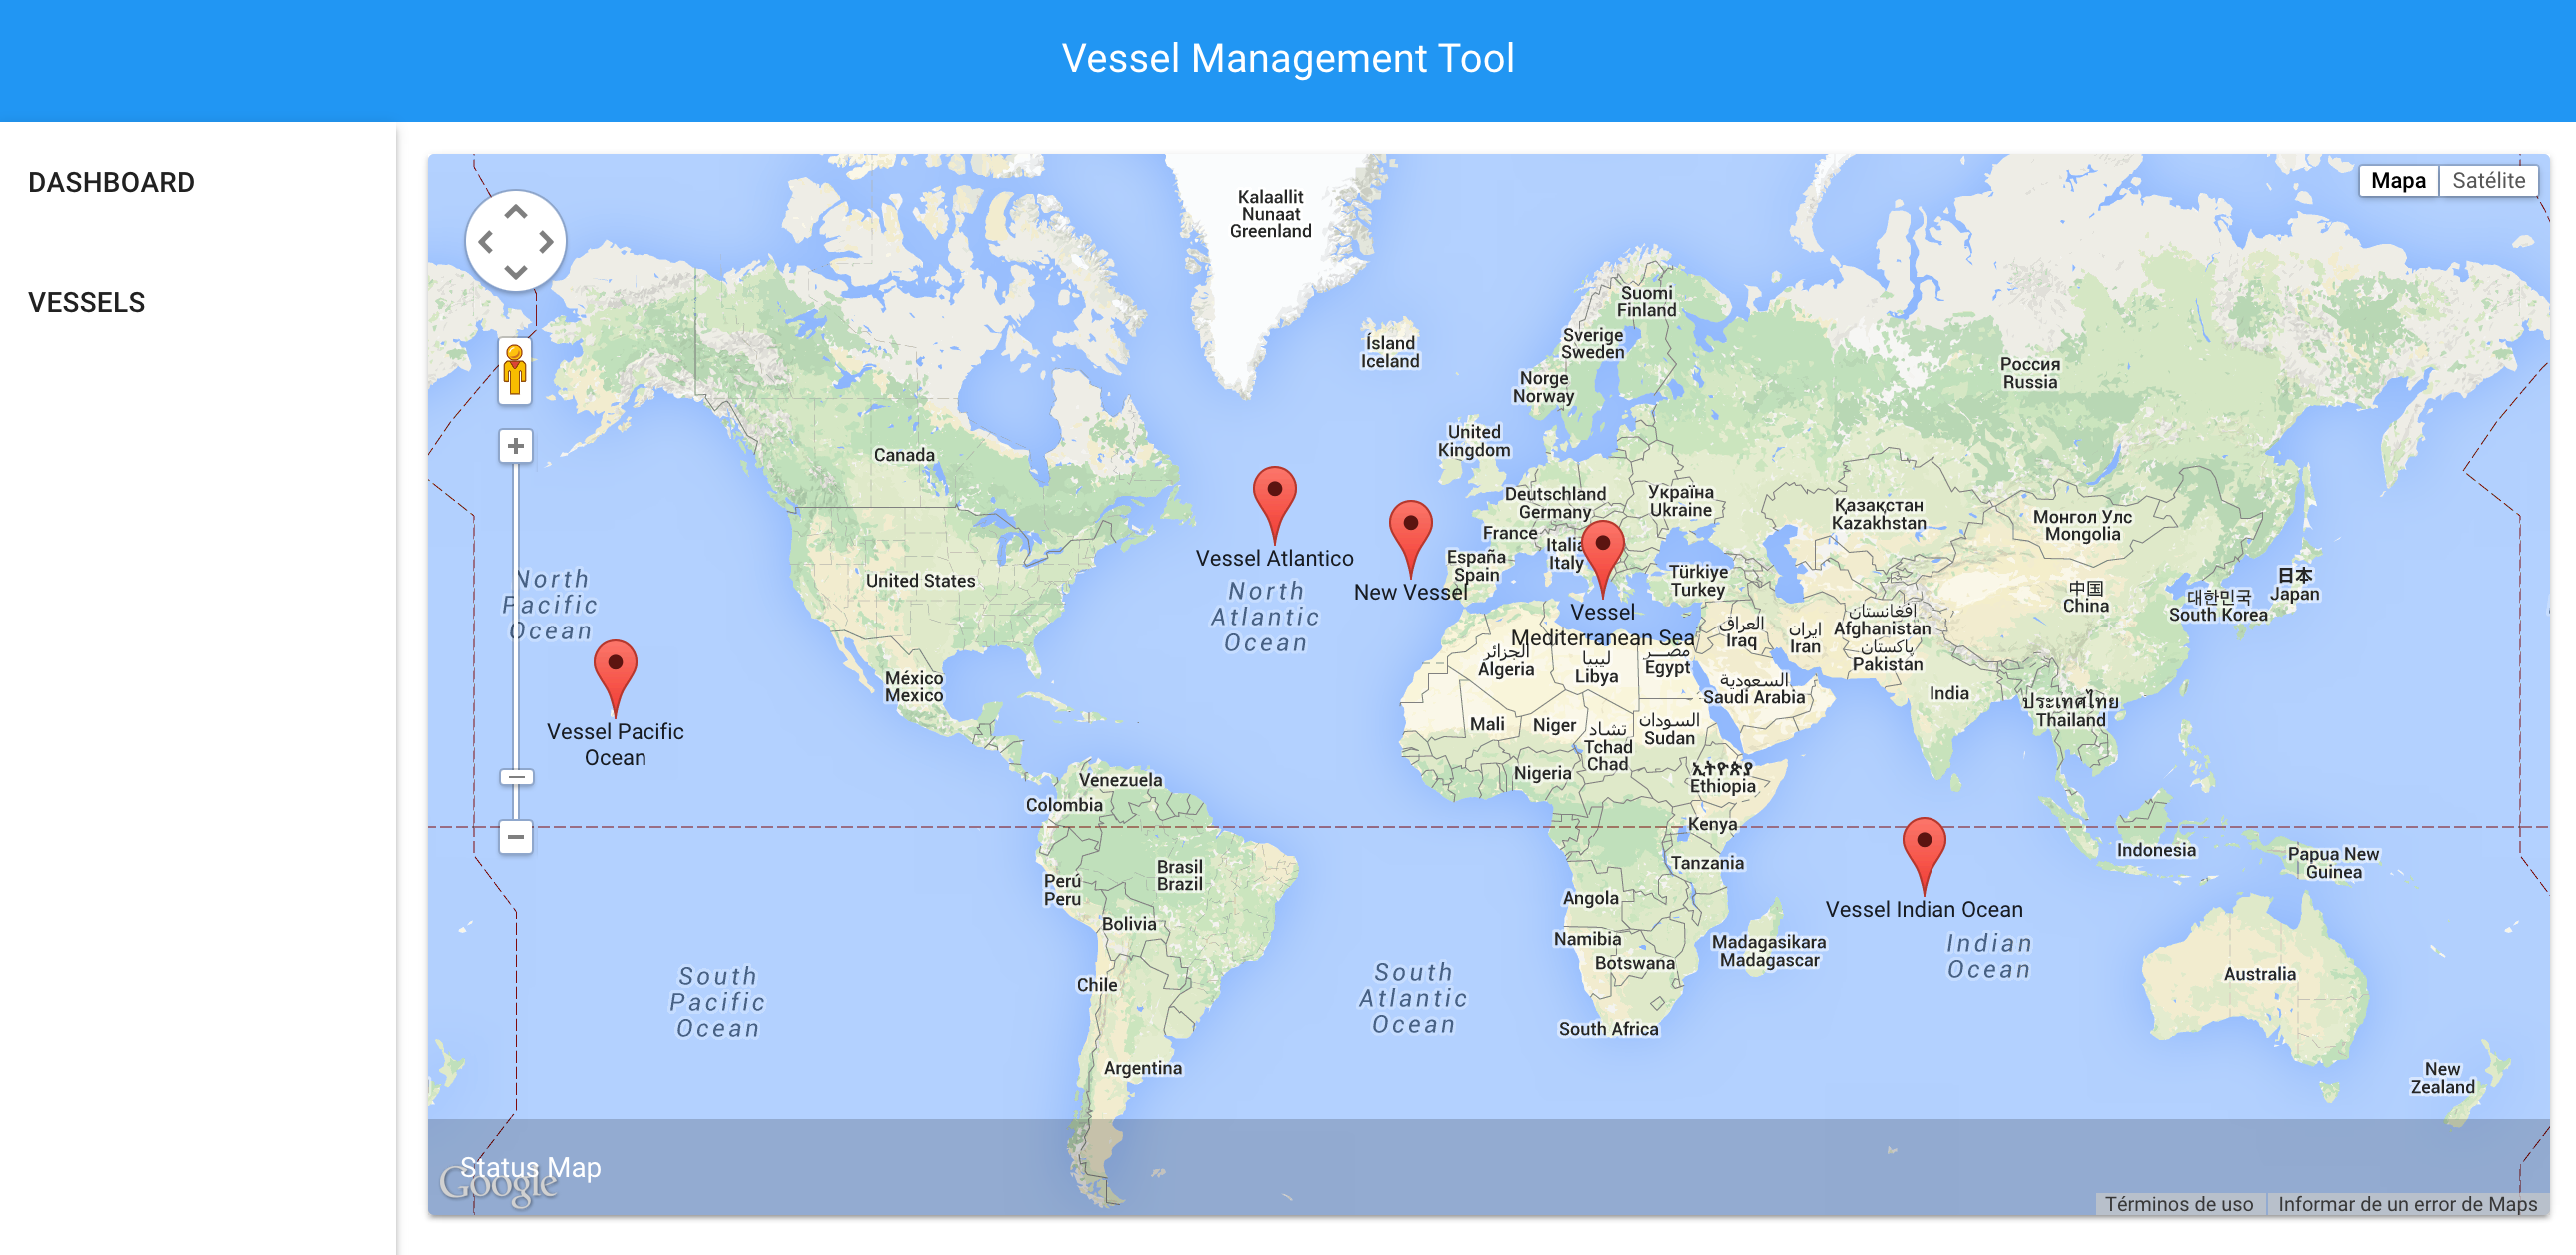 Vessel Management Tool
DASHBOARD
VESSELS
Mapa
Satélite
Kalaallit
Nunaat
Greenland
Suomi
Finland
Ísland
Iceland
Sverige
Sweden
Norge
Norway
Россия
Russia
United
Kingdom
Canada
Deutschland
Germany
Україна
Ukraine
Қазақстан
Kazakhstan
Монгол Улс
Mongolia
France
Italia
Italy
España
Spain
Vessel Atlantico
New Vessel
Vessel
Mediterranean Sea
Türkiye
Turkey
United States
North
Pacific
Ocean
North
Atlantic
Ocean
中国
China
대한민국
South Korea
日本
Japan
افغانستان
Afghanistan
پاکستان
Pakistan
العراق
Iraq
ایران
Iran
الجزائر
Algeria
ليبيا
Libya
مصر
Egypt
السعودية
Saudi Arabia
India
ประเทศไทย
Thailand
México
Mexico
Vessel Pacific
Ocean
Mali
Niger
تشاد
Tchad
Chad
السودان
Sudan
Nigeria
ኢትዮጵያ
Ethiopia
Venezuela
Colombia
Kenya
Tanzania
Indonesia
Papua New
Guinea
Perú
Peru
Brasil
Brazil
Bolivia
Angola
Vessel Indian Ocean
Namibia
Botswana
Madagasikara
Madagascar
Indian
Ocean
Australia
South
Pacific
Ocean
Chile
South
Atlantic
Ocean
South Africa
Argentina
New
Zealand
Status Map
Google
Términos de uso
Informar de un error de Maps